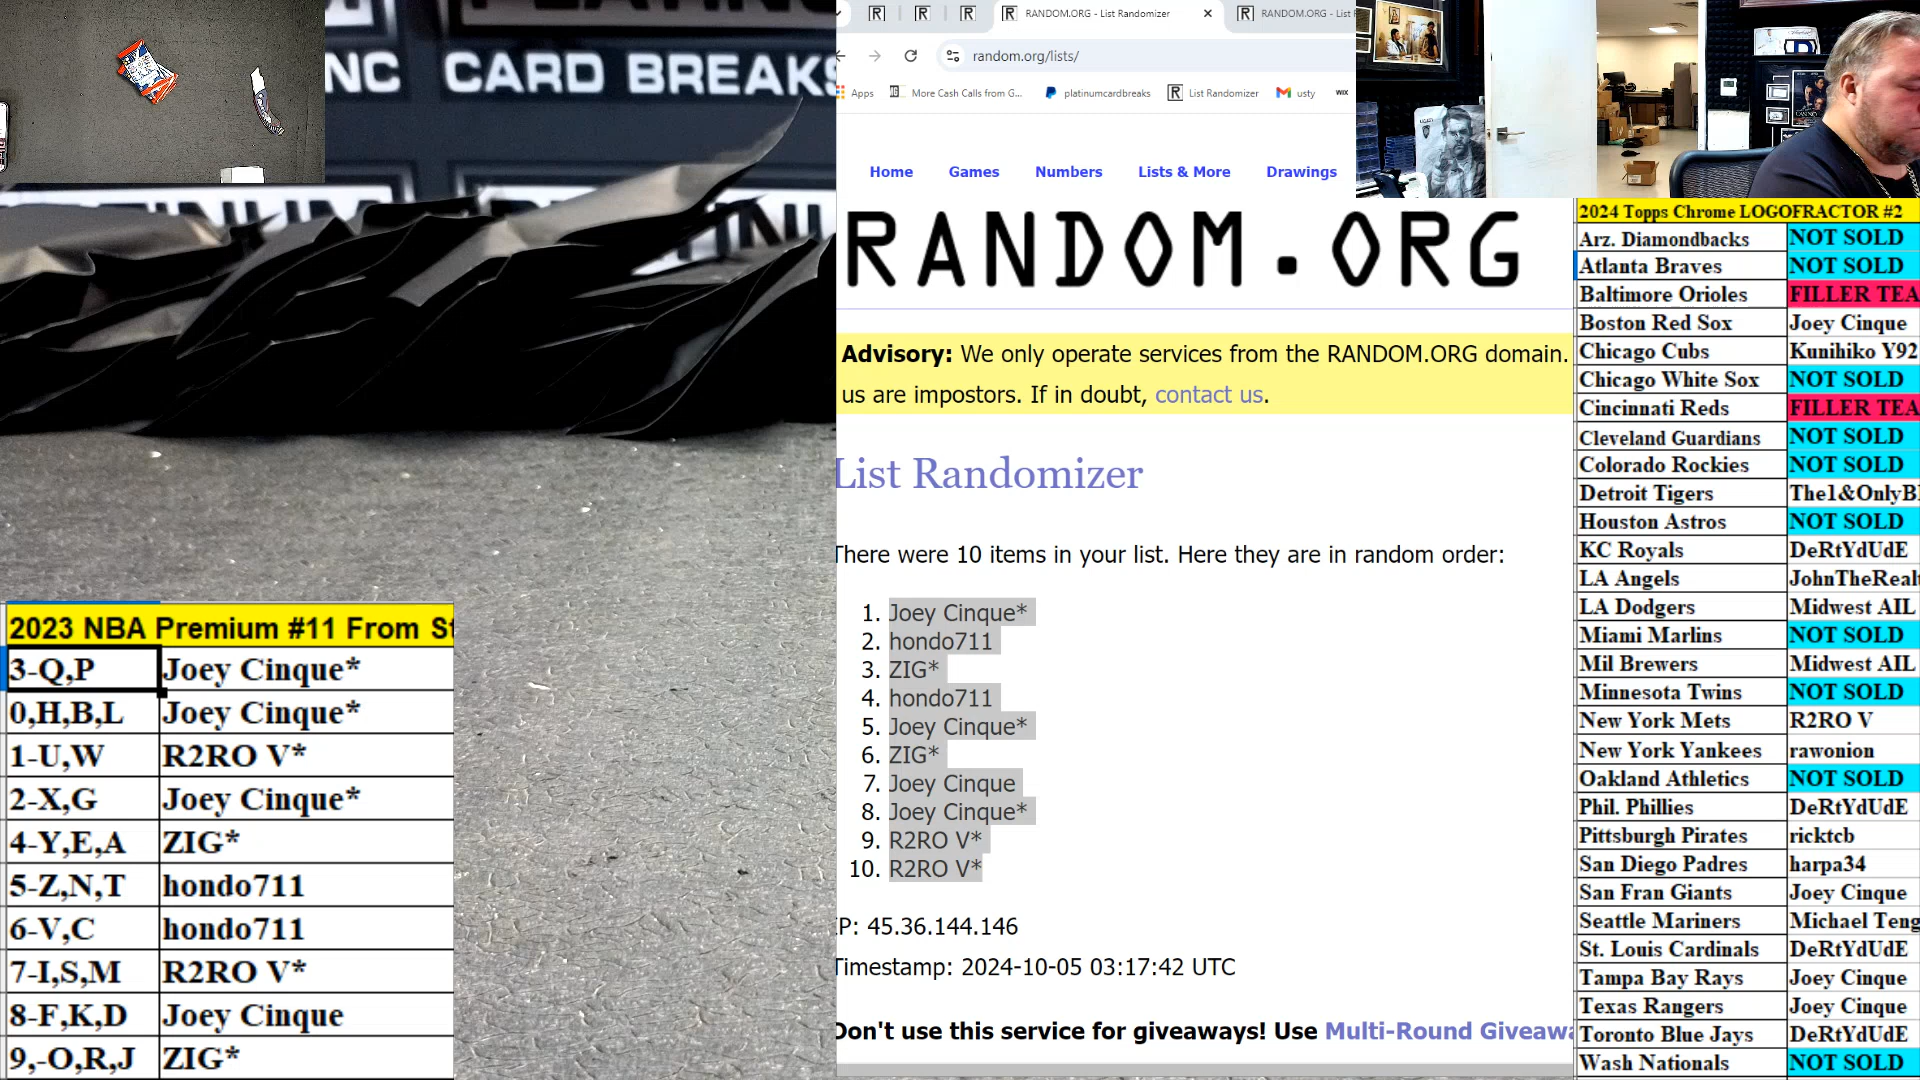 NC CARD BREAKS
RANDOM.ORG - List Randomizer
RANDOM.ORG - List
random.org/lists/
Apps
More Cash Calls from G...
platinumcardbreaks
List Randomizer
usty
WIX
Home
Games
Numbers
Lists & More
Drawings
RANDOM.ORG
Advisory: We only operate services from the RANDOM.ORG domain.
us are impostors. If in doubt, contact us.
List Randomizer
There were 10 items in your list. Here they are in random order:
1. Joey Cinque*
2. hondo711
3. ZIG*
4. hondo711
5. Joey Cinque*
6. ZIG*
7. Joey Cinque
8. Joey Cinque*
9. R2RO V*
10. R2RO V*
IP: 45.36.144.146
Timestamp: 2024-10-05 03:17:42 UTC
Don't use this service for giveaways! Use Multi-Round Giveawa
2023 NBA Premium #11 From St
3-Q,P Joey Cinque*
0,H,B,L Joey Cinque*
1-U,W R2RO V*
2-X,G Joey Cinque*
4-Y,E,A ZIG*
5-Z,N,T hondo711
6-V,C hondo711
7-I,S,M R2RO V*
8-F,K,D Joey Cinque
9,-O,R,J ZIG*
2024 Topps Chrome LOGOFRACTOR #2
Arz. Diamondbacks NOT SOLD
Atlanta Braves NOT SOLD
Baltimore Orioles FILLER TEA
Boston Red Sox Joey Cinque
Chicago Cubs Kunihiko Y92
Chicago White Sox NOT SOLD
Cincinnati Reds FILLER TEA
Cleveland Guardians NOT SOLD
Colorado Rockies NOT SOLD
Detroit Tigers The1&OnlyB
Houston Astros NOT SOLD
KC Royals DeRtYdUdE
LA Angels JohnTheRealt
LA Dodgers Midwest AIL
Miami Marlins NOT SOLD
Mil Brewers Midwest AIL
Minnesota Twins NOT SOLD
New York Mets R2RO V
New York Yankees rawonion
Oakland Athletics NOT SOLD
Phil. Phillies DeRtYdUdE
Pittsburgh Pirates ricktcb
San Diego Padres harpa34
San Fran Giants Joey Cinque
Seattle Mariners Michael Teng
St. Louis Cardinals DeRtYdUdE
Tampa Bay Rays Joey Cinque
Texas Rangers Joey Cinque
Toronto Blue Jays DeRtYdUdE
Wash Nationals NOT SOLD